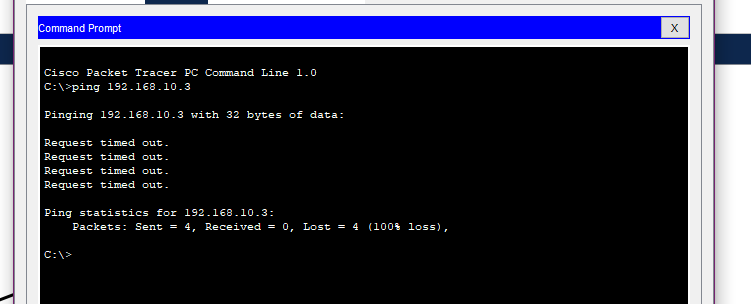 Command Prompt
X
Cisco Packet Tracer PC Command Line 1.0
C:\>ping 192.168.10.3
Pinging 192.168.10.3 with 32 bytes of data:
Request timed out.
Request timed out.
Request timed out.
Request timed out.
Ping statistics for 192.168.10.3:
    Packets: Sent = 4, Received = 0, Lost = 4 (100% loss),
C:\>